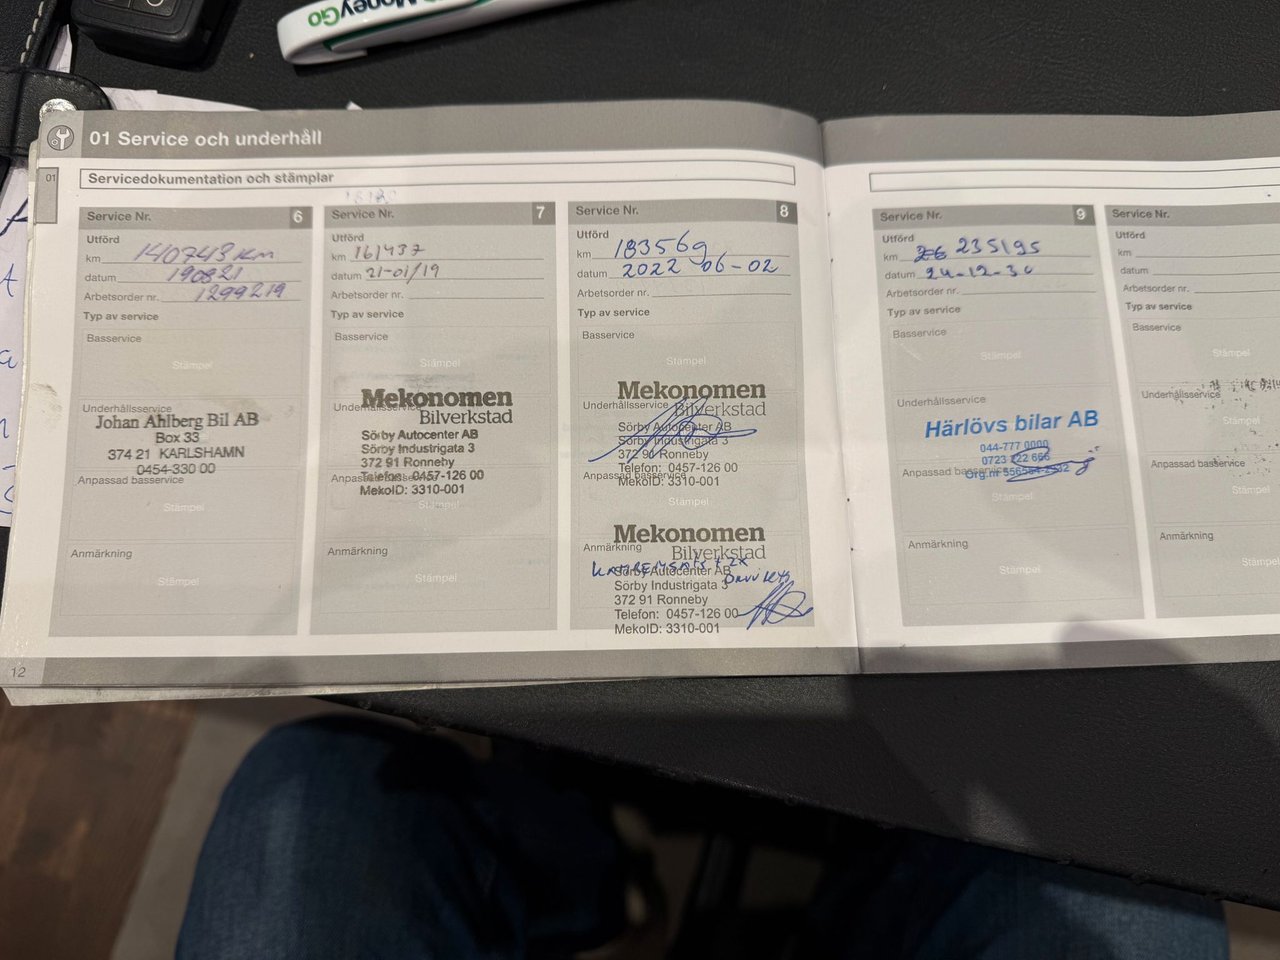 MoneyGo
01 Service och underhåll
01
Servicedokumentation och stämplar
Service Nr. 6
Utförd
km 140743 km
datum 190821
Arbetsorder nr. 1299219
Typ av service
Basservice
Stämpel
Underhållsservice
Johan Ahlberg Bil AB
Box 33
374 21 KARLSHAMN
0454-330 00
Anpassad basservice
Stämpel
Anmärkning
Stämpel
Service Nr. 7
Utförd
km 161437
datum 21-01/19
Arbetsorder nr.
Typ av service
Stämpel
Mekonomen
Bilverkstad
Underhållsservice
Sörby Autocenter AB
Sörby Industrigata 3
372 91 Ronneby
Telefon: 0457-126 00
Anpassad basservice
MekoID: 3310-001
Stämpel
Anmärkning
Stämpel
Service Nr. 8
Utförd
km 183569
datum 2022 06-02
Arbetsorder nr.
Typ av service
Basservice
Stämpel
Mekonomen
Bilverkstad
Underhållsservice
Sörby Autocenter AB
Sörby Industrigata 3
372 91 Ronneby
Telefon: 0457-126 00
Anpassad basservice
MekoID: 3310-001
Mekonomen
Bilverkstad
Anmärkning
Sörby Autocenter AB
Sörby Industrigata 3
372 91 Ronneby
Telefon: 0457-126 00
MekoID: 3310-001
12
Service Nr. 9
Utförd
km 235195
datum 24-12-30
Arbetsorder nr.
Typ av service
Basservice
Stämpel
Underhållsservice
Härlövs bilar AB
044-777 0000
0723 222 666
Anpassad basservice
Org.nr
Stämpel
Anmärkning
Stämpel
Service Nr.
Utförd
km
datum
Arbetsorder nr.
Typ av service
Basservice
Stämpel
Underhållsservice
Stämpel
Anpassad basservice
Stämpel
Anmärkning
Stämpel